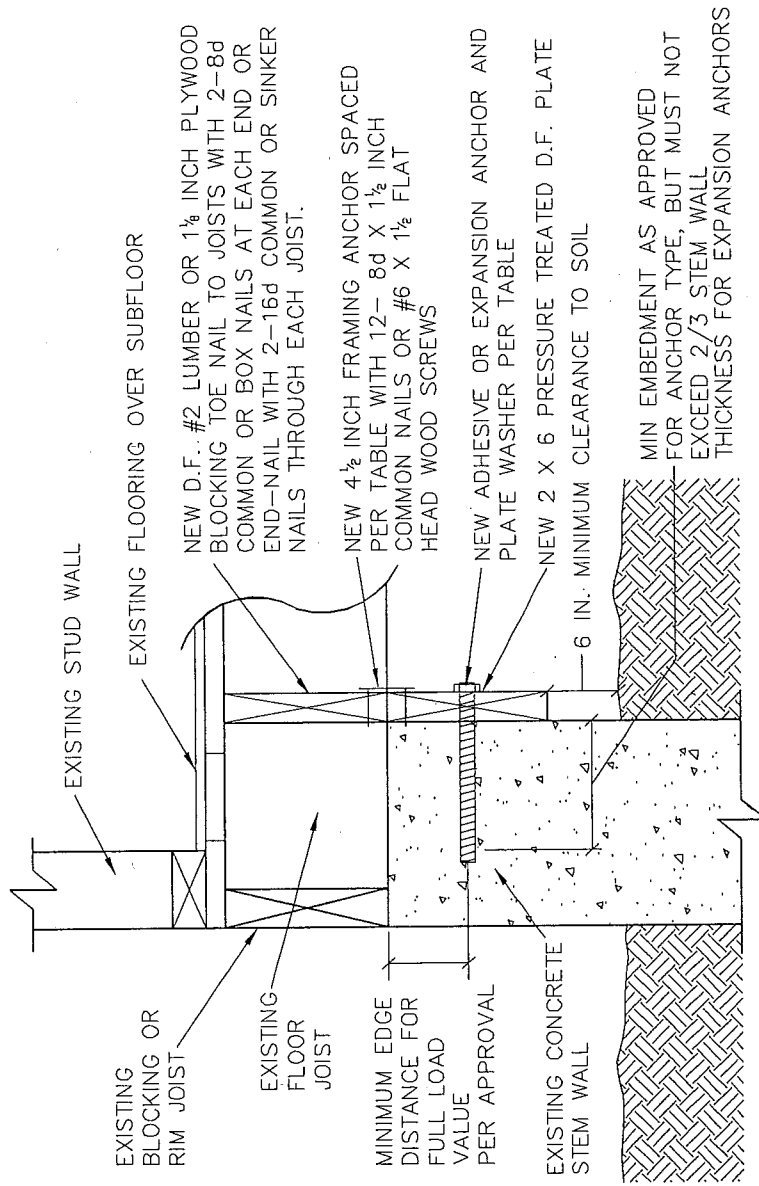 EXISTING STUD WALL
EXISTING FLOORING OVER SUBFLOOR
NEW D.F. #2 LUMBER OR 1⅛ INCH PLYWOOD
BLOCKING TOE NAIL TO JOISTS WITH 2-8d
COMMON OR BOX NAILS AT EACH END OR
END-NAIL WITH 2-16d COMMON OR SINKER
NAILS THROUGH EACH JOIST.
NEW 4½ INCH FRAMING ANCHOR SPACED
PER TABLE WITH 12- 8d X 1½ INCH
COMMON NAILS OR #6 X 1½ FLAT
HEAD WOOD SCREWS
NEW ADHESIVE OR EXPANSION ANCHOR AND
PLATE WASHER PER TABLE
NEW 2 X 6 PRESSURE TREATED D.F. PLATE
6 IN. MINIMUM CLEARANCE TO SOIL
MIN EMBEDMENT AS APPROVED
FOR ANCHOR TYPE, BUT MUST NOT
EXCEED 2/3 STEM WALL
THICKNESS FOR EXPANSION ANCHORS
EXISTING
BLOCKING OR
RIM JOIST
EXISTING
FLOOR
JOIST
MINIMUM EDGE
DISTANCE FOR
FULL LOAD
VALUE
PER APPROVAL
EXISTING CONCRETE
STEM WALL